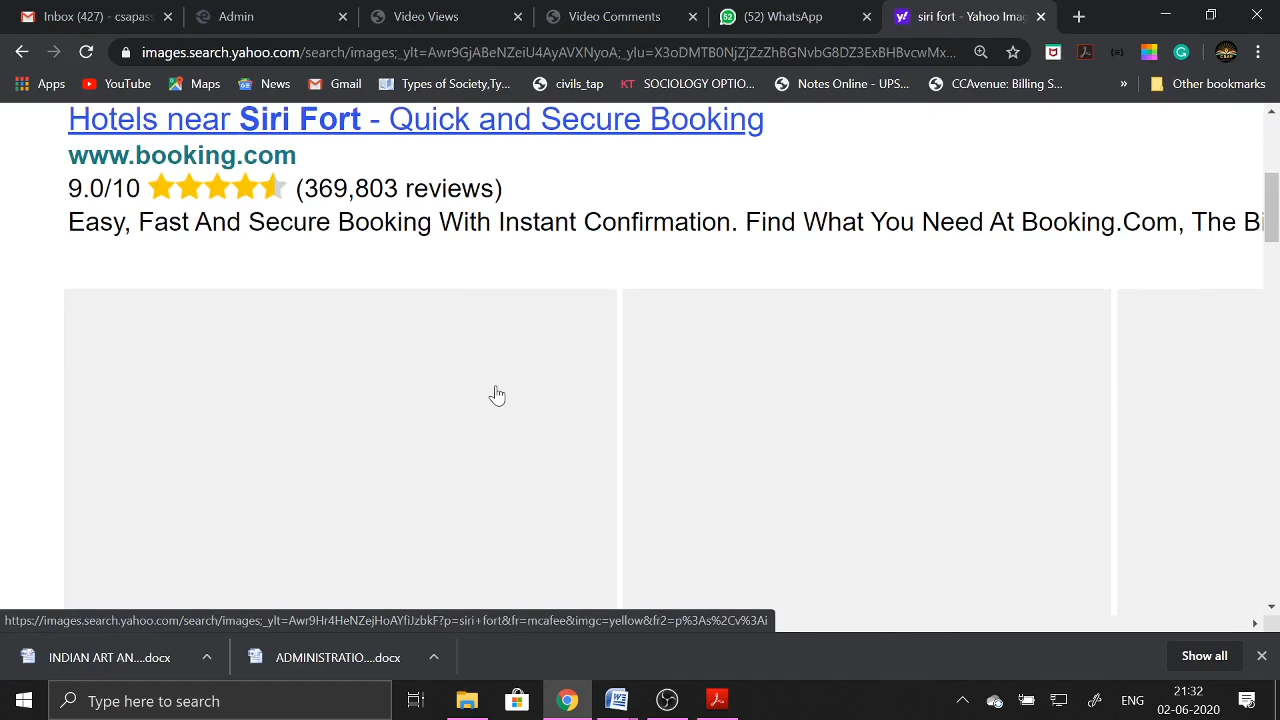 Inbox (427) - csapass
Admin
Video Views
Video Comments
(52) WhatsApp
siri fort - Yahoo Imag
images.search.yahoo.com/search/images;_ylt=Awr9GjABeNZeiU4AyAVXNyoA;_ylu=X3oDMTB0NjZjZzZhBGNvbG8DZ3ExBHBvcwMx...
Apps
YouTube
Maps
News
Gmail
Types of Society,Ty...
civils_tap
KT SOCIOLOGY OPTIO...
Notes Online - UPS...
CCAvenue: Billing S...
»
Other bookmarks
Hotels near Siri Fort - Quick and Secure Booking
www.booking.com
9.0/10 (369,803 reviews)
Easy, Fast And Secure Booking With Instant Confirmation. Find What You Need At Booking.Com, The Bi
https://images.search.yahoo.com/search/images;_ylt=Awr9Hr4HeNZejHoAYfiJzbkF?p=siri+fort&fr=mcafee&imgc=yellow&fr2=p%3As%2Cv%3Ai
INDIAN ART AN....docx
ADMINISTRATIO....docx
Show all
Type here to search
ENG
21:32
02-06-2020